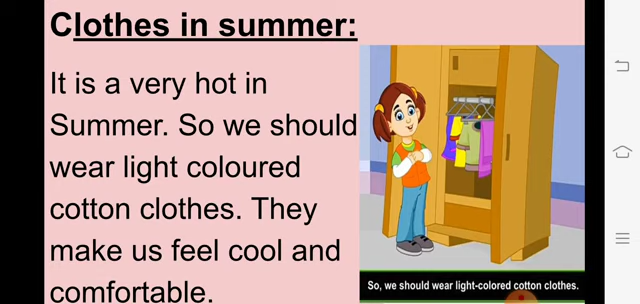 Clothes in summer:
It is a very hot in
Summer. So we should
wear light coloured
cotton clothes. They
make us feel cool and
comfortable.
So, we should wear light-colored cotton clothes.